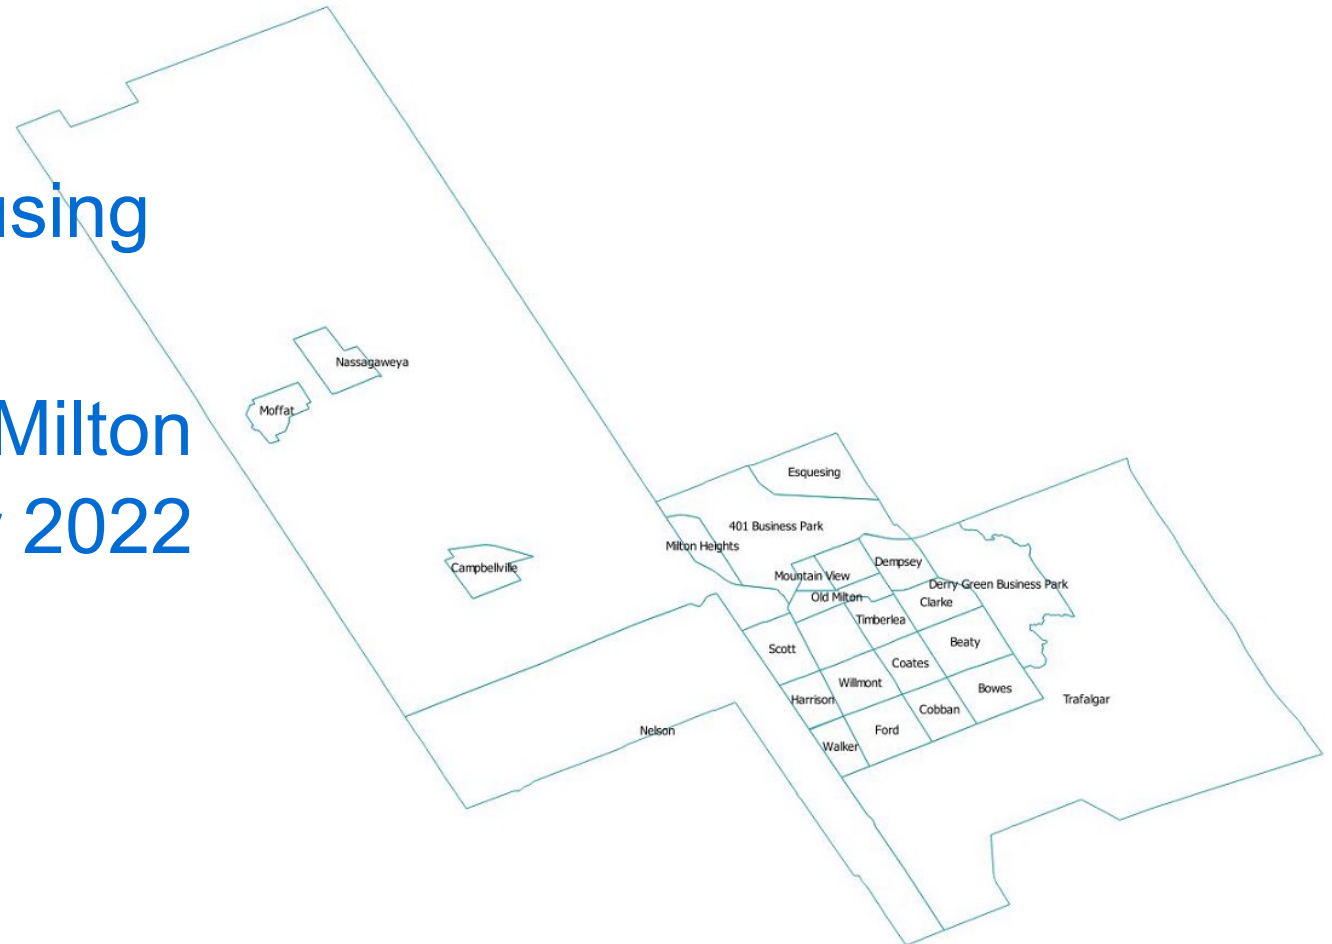 Nassagaweya
Moffat
Milton
2022
Campbellville
Esquesing
401 Business Park
Milton Heights
Mountain View
Dempsey
Derry Green Business Park
Old Milton
Clarke
Timberlea
Scott
Beaty
Coates
Willmont
Bowes
Harrison
Trafalgar
Cobban
Ford
Nelson
Walker